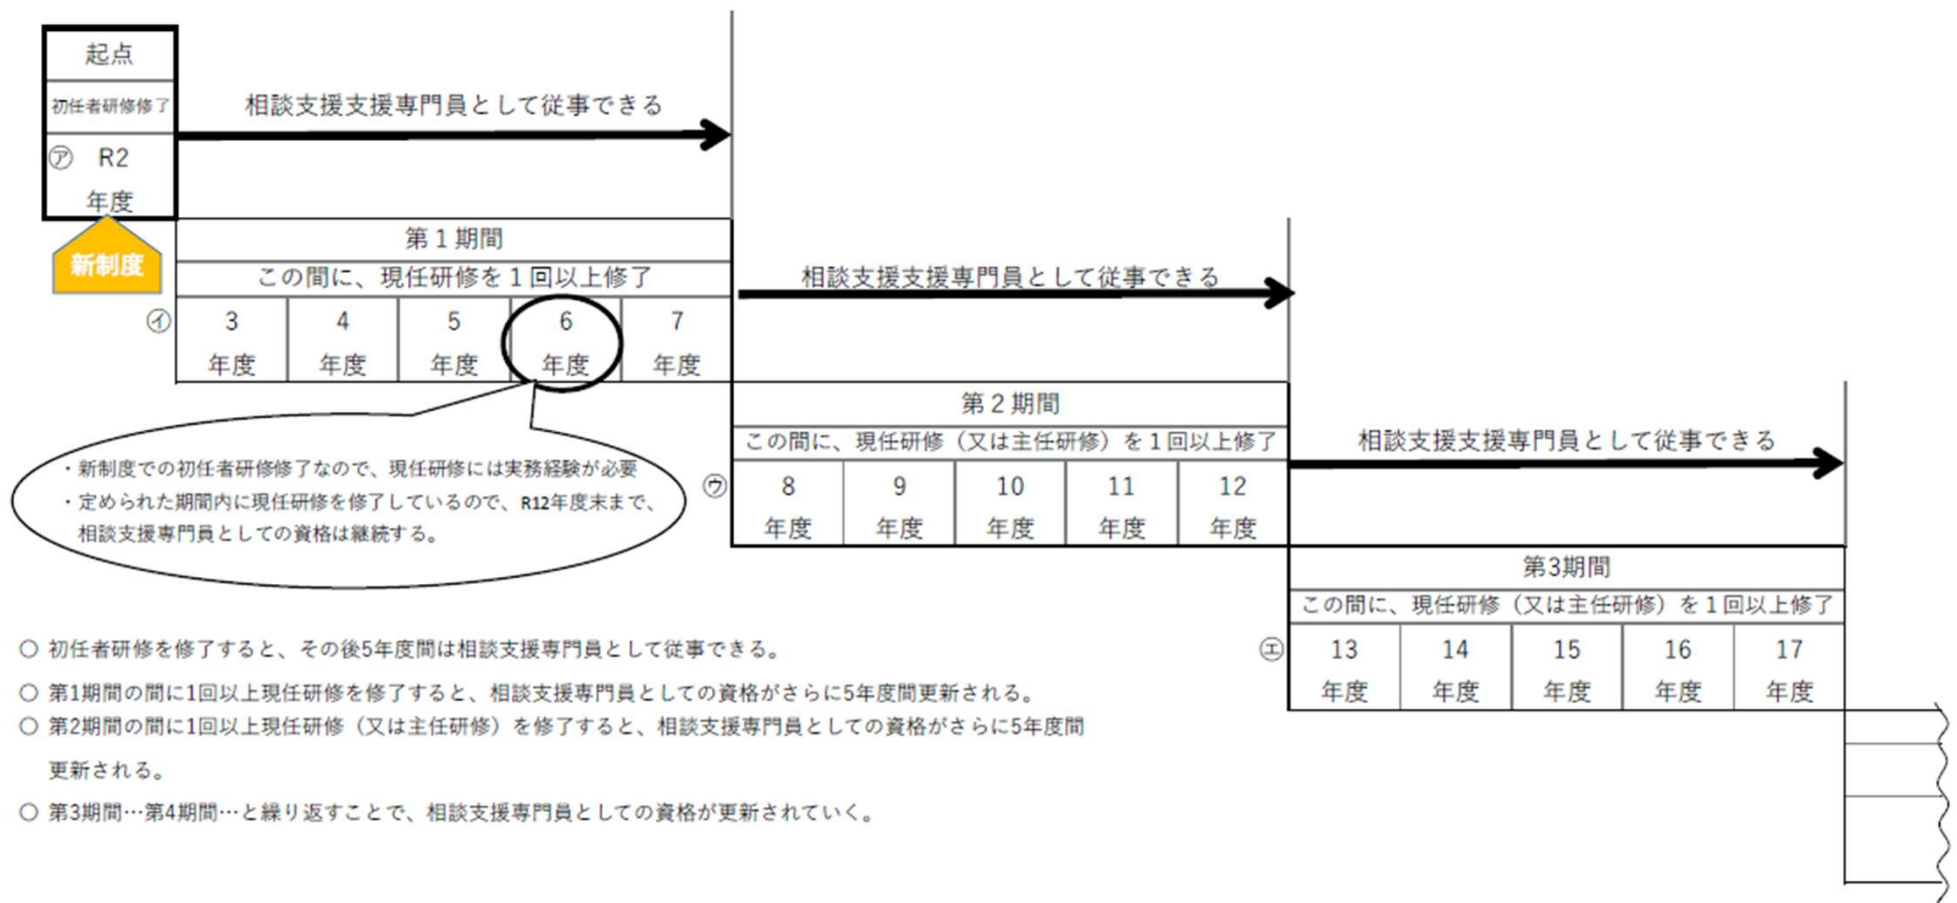 起点
初任者研修修了
㋐ R2
年度
新制度
相談支援支援専門員として従事できる
第１期間
この間に、現任研修を１回以上修了
㋑ 3 4 5 6 7
年度 年度 年度 年度 年度
相談支援支援専門員として従事できる
第２期間
この間に、現任研修（又は主任研修）を１回以上修了
㋒ 8 9 10 11 12
年度 年度 年度 年度 年度
相談支援支援専門員として従事できる
第3期間
この間に、現任研修（又は主任研修）を１回以上修了
㋓ 13 14 15 16 17
年度 年度 年度 年度 年度
・新制度での初任者研修修了なので、現任研修には実務経験が必要
・定められた期間内に現任研修を修了しているので、R12年度末まで、
相談支援専門員としての資格は継続する。
〇 初任者研修を修了すると、その後5年度間は相談支援専門員として従事できる。
〇 第1期間の間に1回以上現任研修を修了すると、相談支援専門員としての資格がさらに5年度間更新される。
〇 第2期間の間に1回以上現任研修（又は主任研修）を修了すると、相談支援専門員としての資格がさらに5年度間
更新される。
〇 第3期間…第4期間…と繰り返すことで、相談支援専門員としての資格が更新されていく。